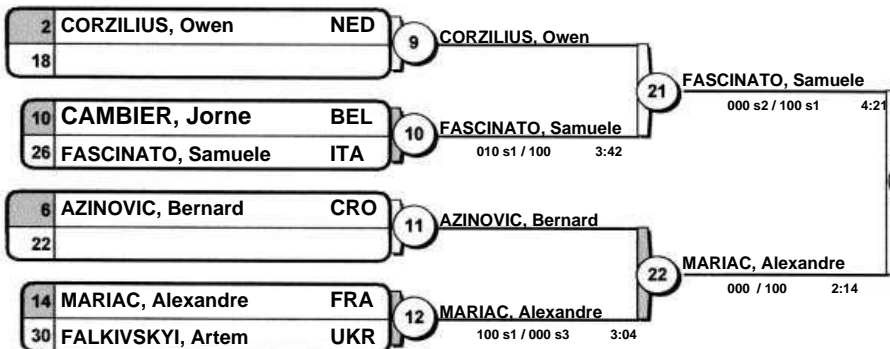 2 CORZILIUS, Owen NED
18
9 CORZILIUS, Owen
10 CAMBIER, Jorne BEL
26 FASCINATO, Samuele ITA
10 FASCINATO, Samuele
010 s1 / 100 3:42
21 FASCINATO, Samuele
000 s2 / 100 s1 4:21
6 AZINOVIC, Bernard CRO
22
11 AZINOVIC, Bernard
14 MARIAC, Alexandre FRA
30 FALKIVSKYI, Artem UKR
12 MARIAC, Alexandre
100 s1 / 000 s3 3:04
22 MARIAC, Alexandre
000 / 100 2:14